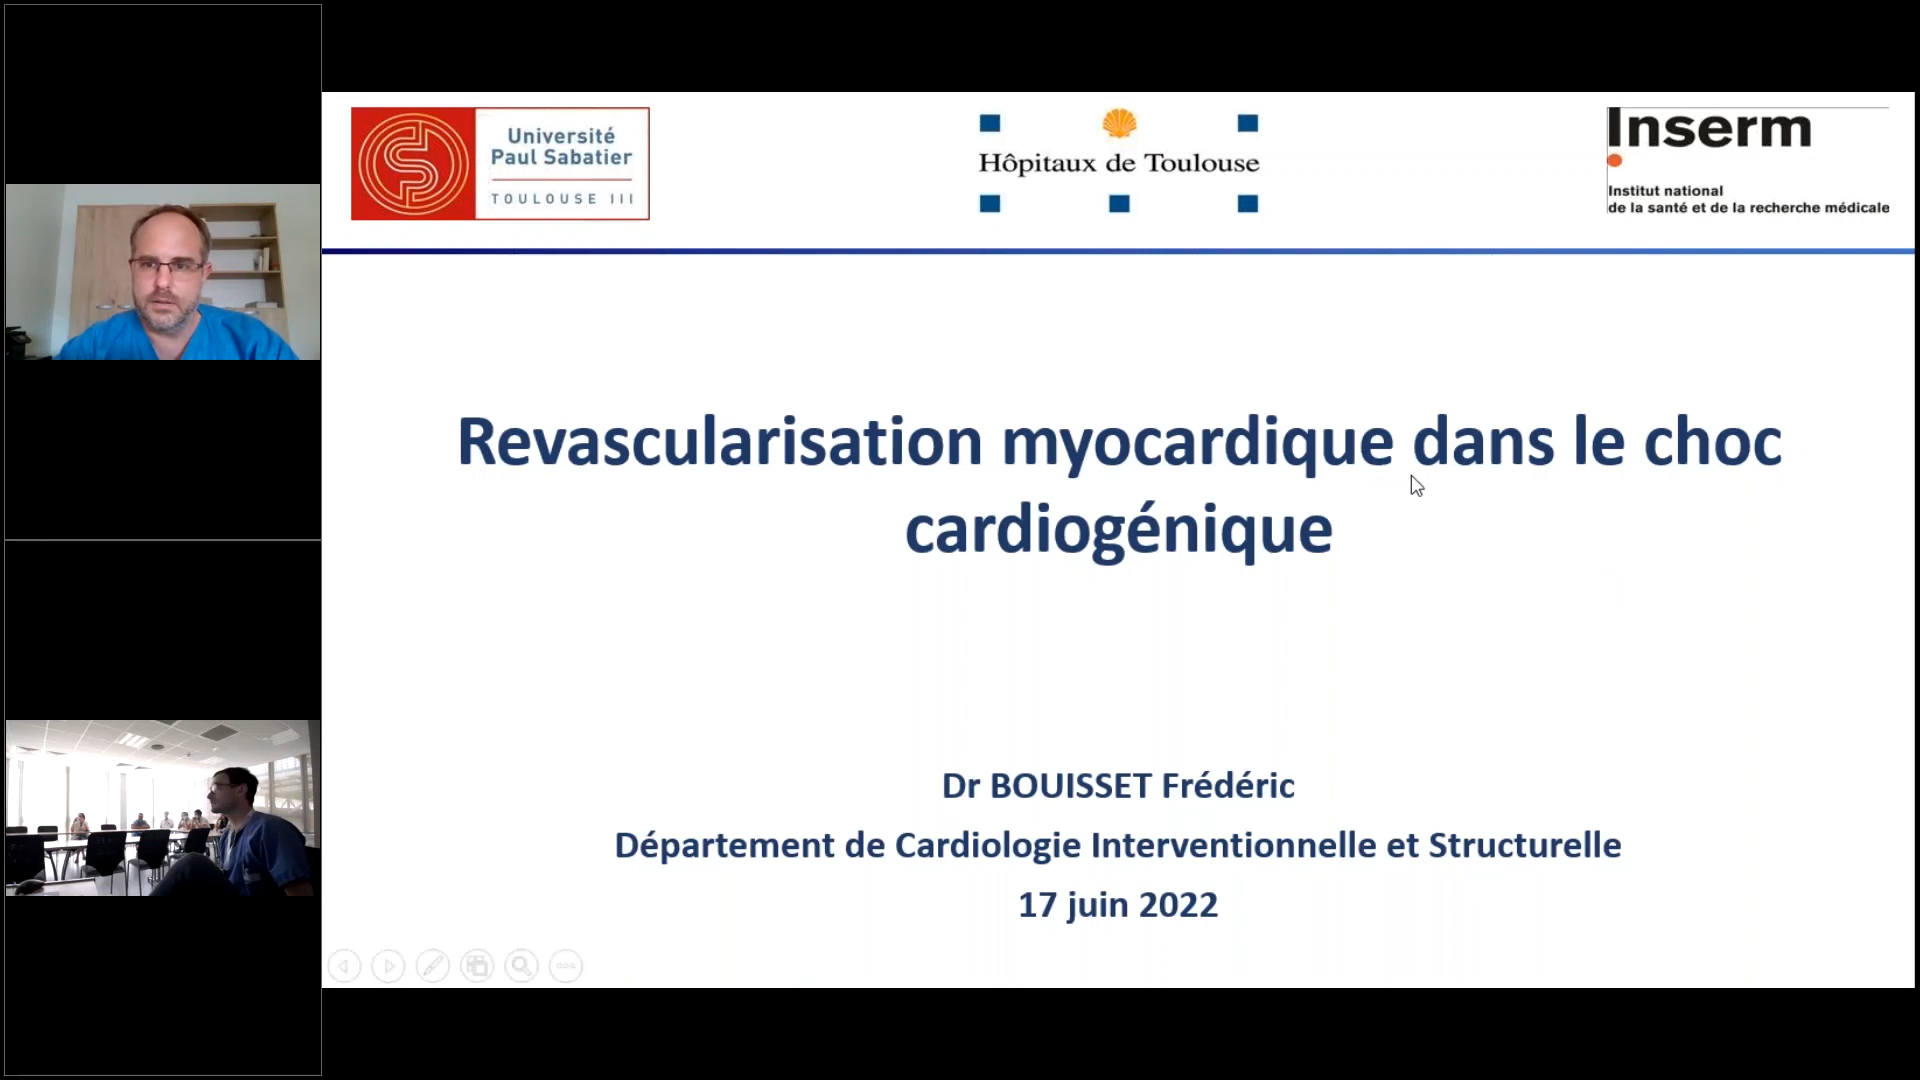 Université
Paul Sabatier
TOULOUSE III
Hôpitaux de Toulouse
Inserm
Institut national
de la santé et de la recherche médicale
Revascularisation myocardique dans le choc
cardiogénique
Dr BOUISSET Frédéric
Département de Cardiologie Interventionnelle et Structurelle
17 juin 2022